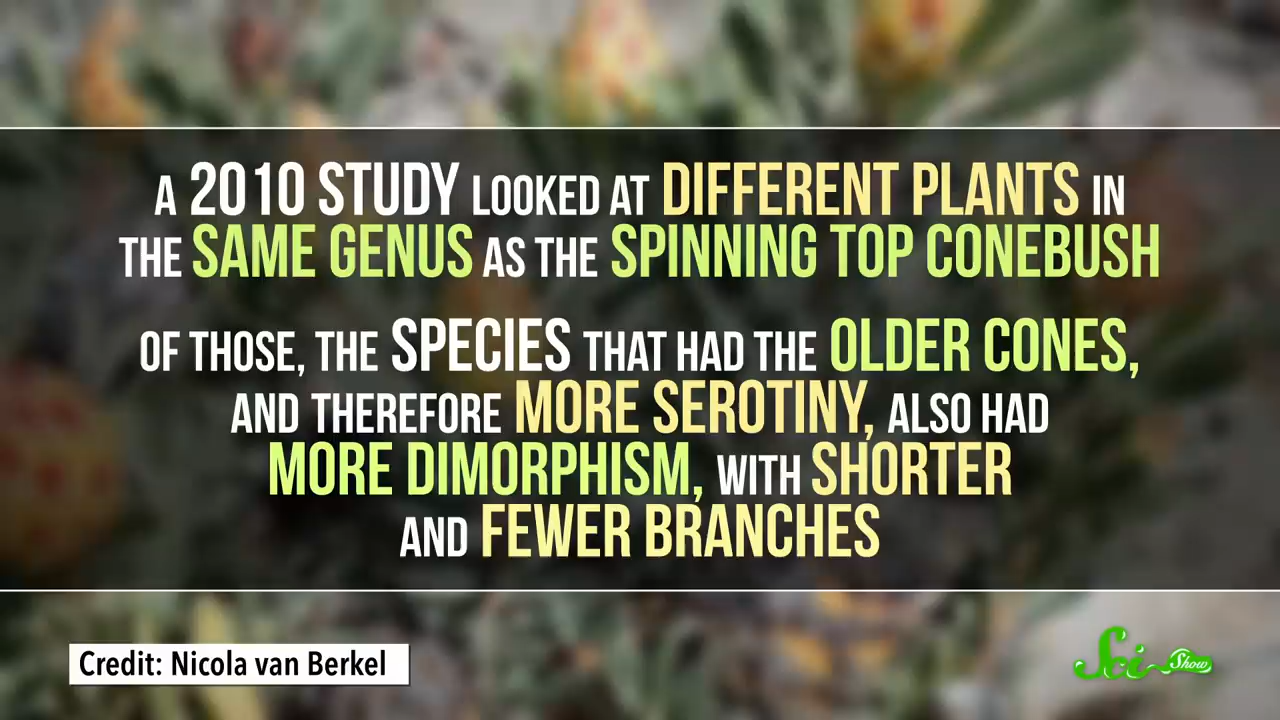 A 2010 STUDY LOOKED AT DIFFERENT PLANTS IN
THE SAME GENUS AS THE SPINNING TOP CONEBUSH
OF THOSE, THE SPECIES THAT HAD THE OLDER CONES,
AND THEREFORE MORE SEROTINY, ALSO HAD
MORE DIMORPHISM, WITH SHORTER
AND FEWER BRANCHES
Credit: Nicola van Berkel
Sci Show